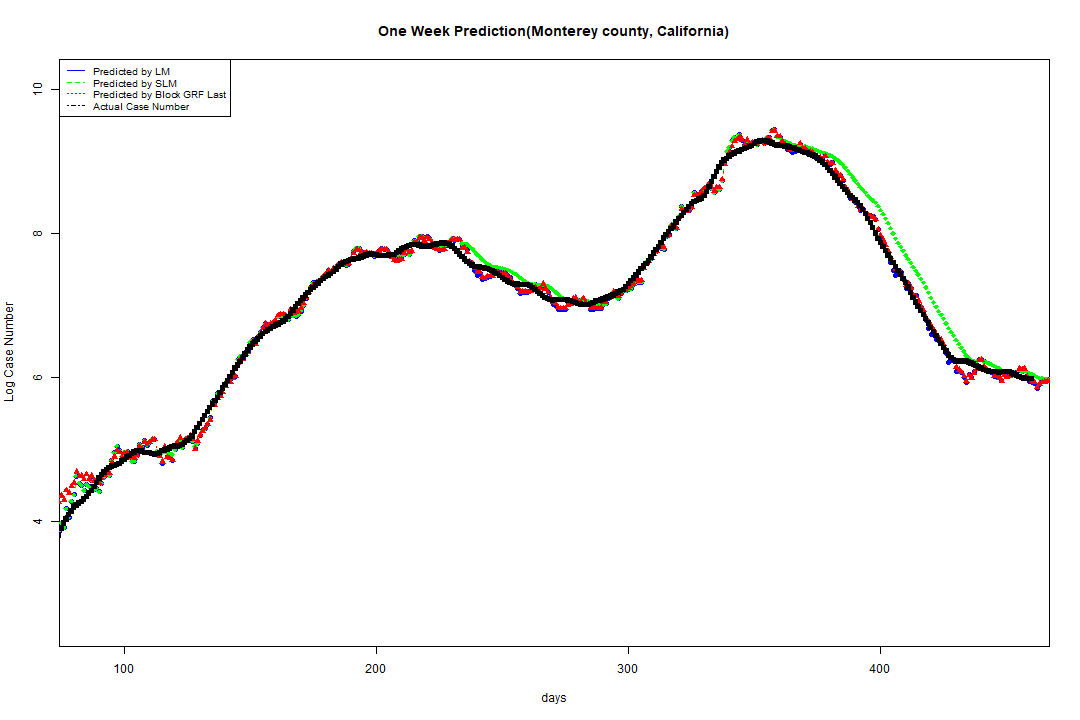 One Week Prediction(Monterey county, California)
Predicted by LM
Predicted by SLM
Predicted by Block GRF Last
Actual Case Number
10
8
6
4
Log Case Number
100
200
300
400
days